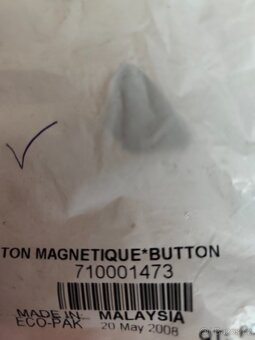 TON MAGNETIQUE*BUTTON
710001473
MADE IN MALAYSIA
ECO-PAK 20 May 2008